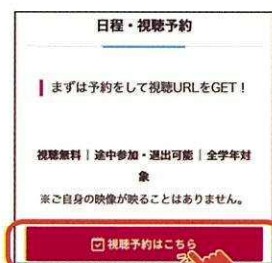 日程・視聴予約
まずは予約をして視聴URLをGET！
視聴無料｜途中参加・退出可能｜全学年対
象
※ご自身の映像が映ることはありません。
視聴予約はこちら